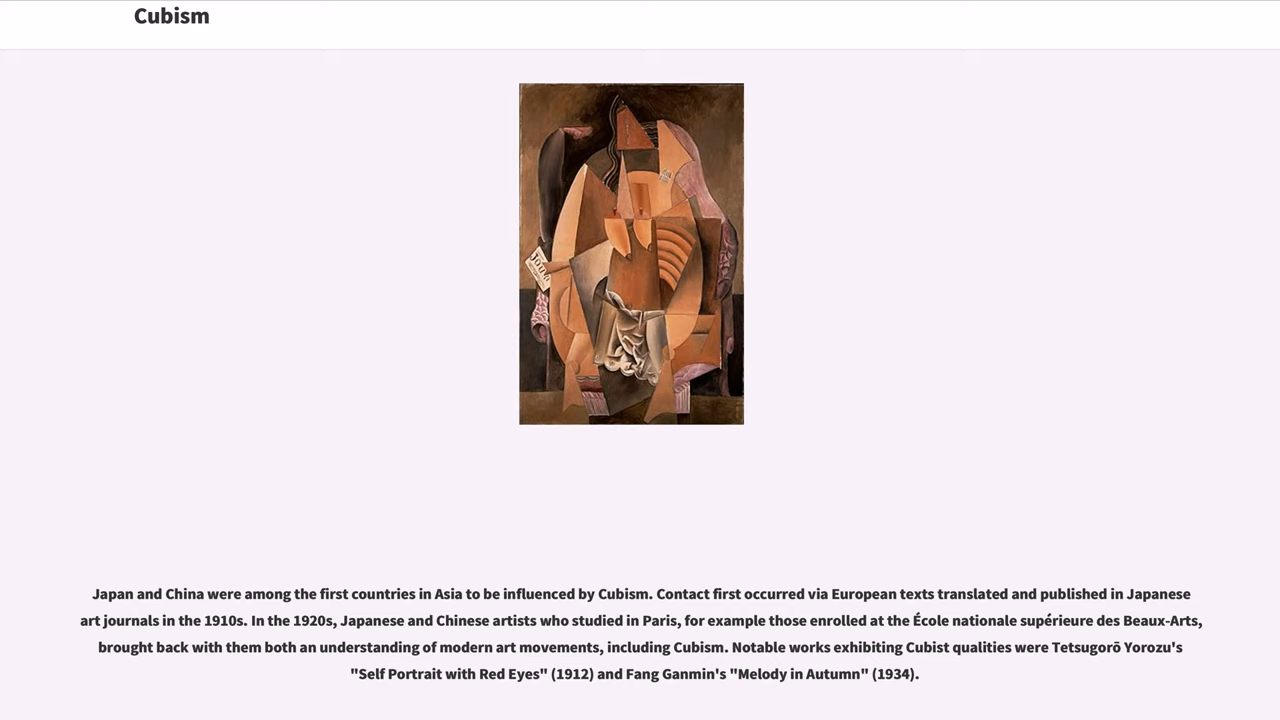 Cubism
JOUR
Japan and China were among the first countries in Asia to be influenced by Cubism. Contact first occurred via European texts translated and published in Japanese
art journals in the 1910s. In the 1920s, Japanese and Chinese artists who studied in Paris, for example those enrolled at the École nationale supérieure des Beaux-Arts,
brought back with them both an understanding of modern art movements, including Cubism. Notable works exhibiting Cubist qualities were Tetsugorō Yorozu's
"Self Portrait with Red Eyes" (1912) and Fang Ganmin's "Melody in Autumn" (1934).